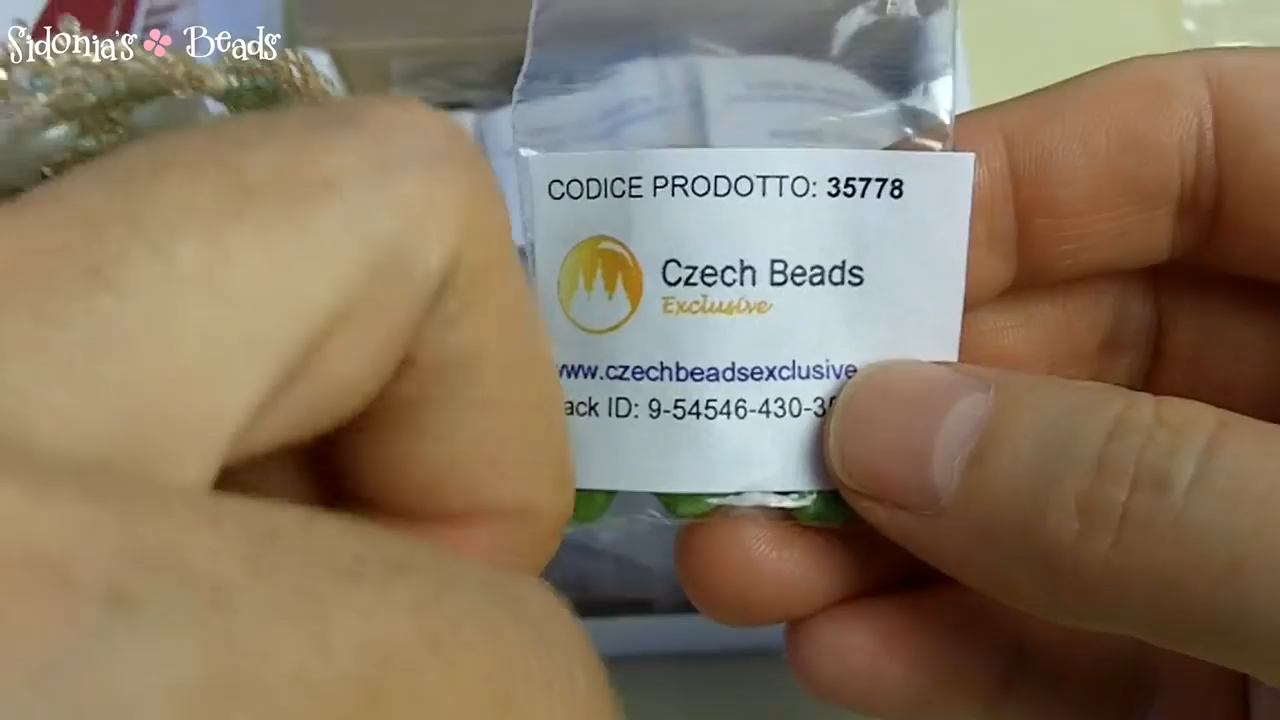 Sidonia's Beads
CODICE PRODOTTO: 35778
Czech Beads
Exclusive
www.czechbeadsexclusive
ack ID: 9-54546-430-3